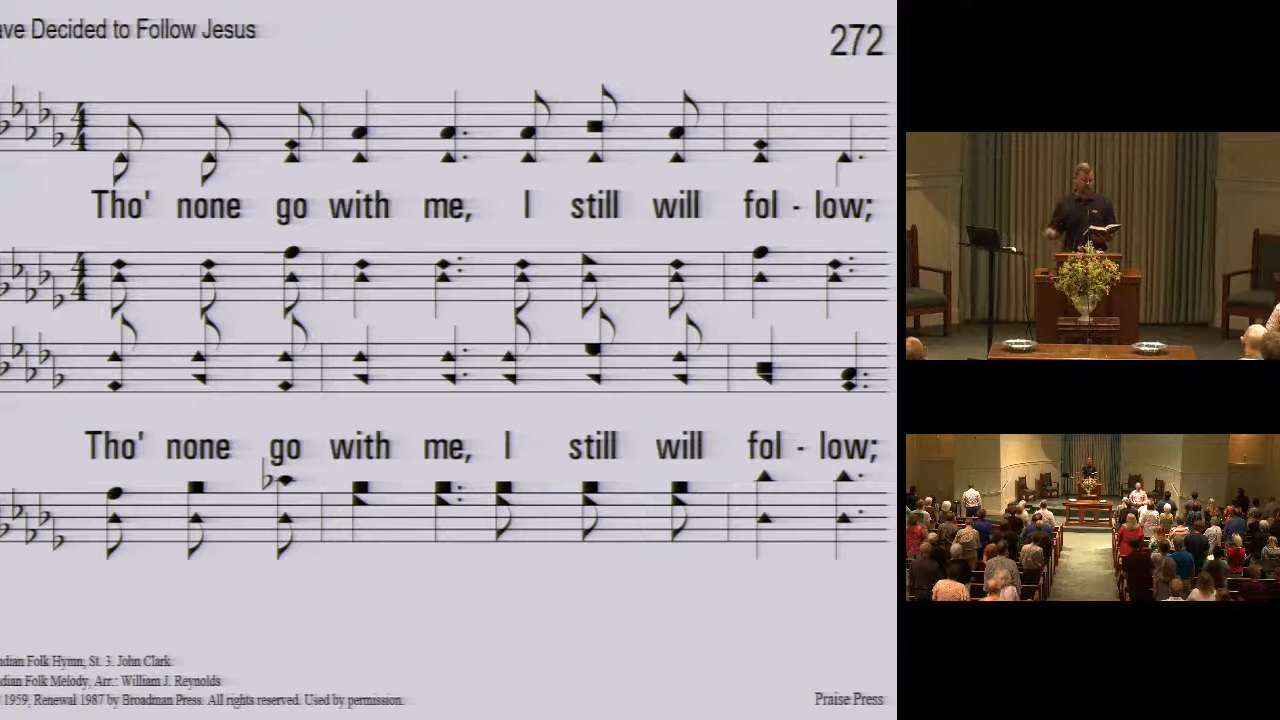 ave Decided to Follow Jesus
272
Tho' none go with me, I still will fol - low;
Tho' none go with me, I still will fol - low;
ndian Folk Hymn; St. 3. John Clark
dian Folk Melody, Arr.: William J. Reynolds
1959, Renewal 1987 by Broadman Press. All rights reserved. Used by permission.
Praise Press